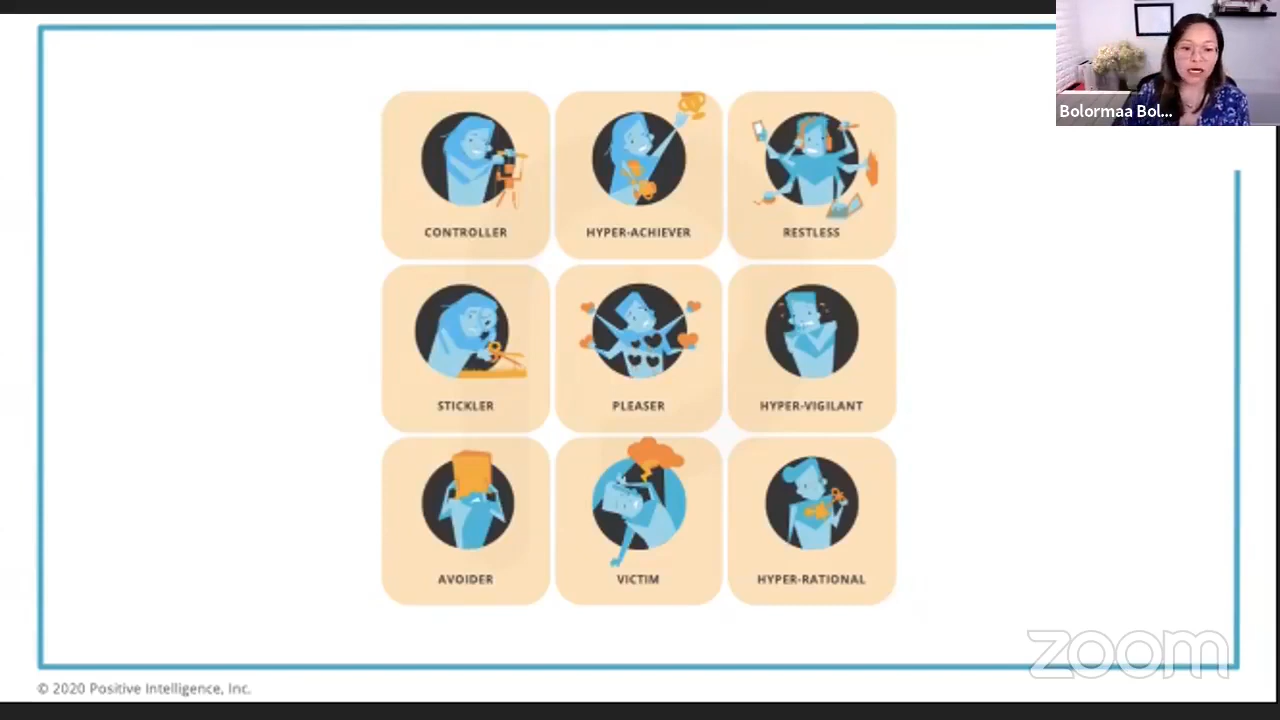 Bolormaa Bol...
CONTROLLER
HYPER-ACHIEVER
RESTLESS
STICKLER
PLEASER
HYPER-VIGILANT
AVOIDER
VICTIM
HYPER-RATIONAL
zoom
© 2020 Positive Intelligence, Inc.